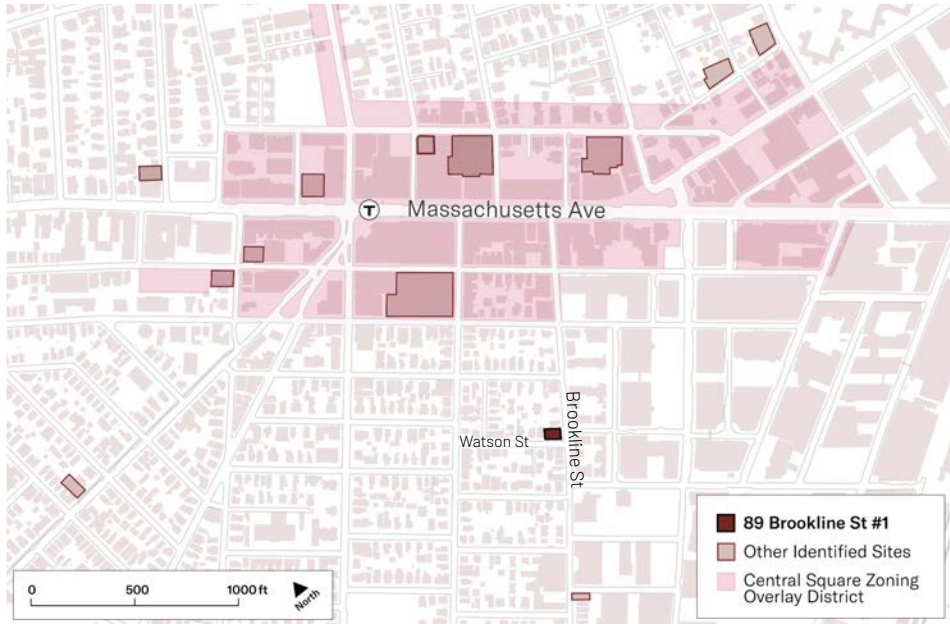 T
Massachusetts Ave
Brookline St
Watson St
0 500 1000 ft
North
89 Brookline St #1
Other Identified Sites
Central Square Zoning
Overlay District